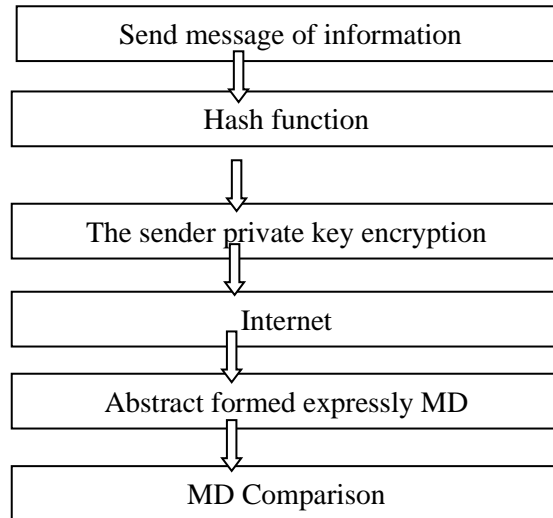 Send message of information
Hash function
The sender private key encryption
Internet
Abstract formed expressly MD
MD Comparison